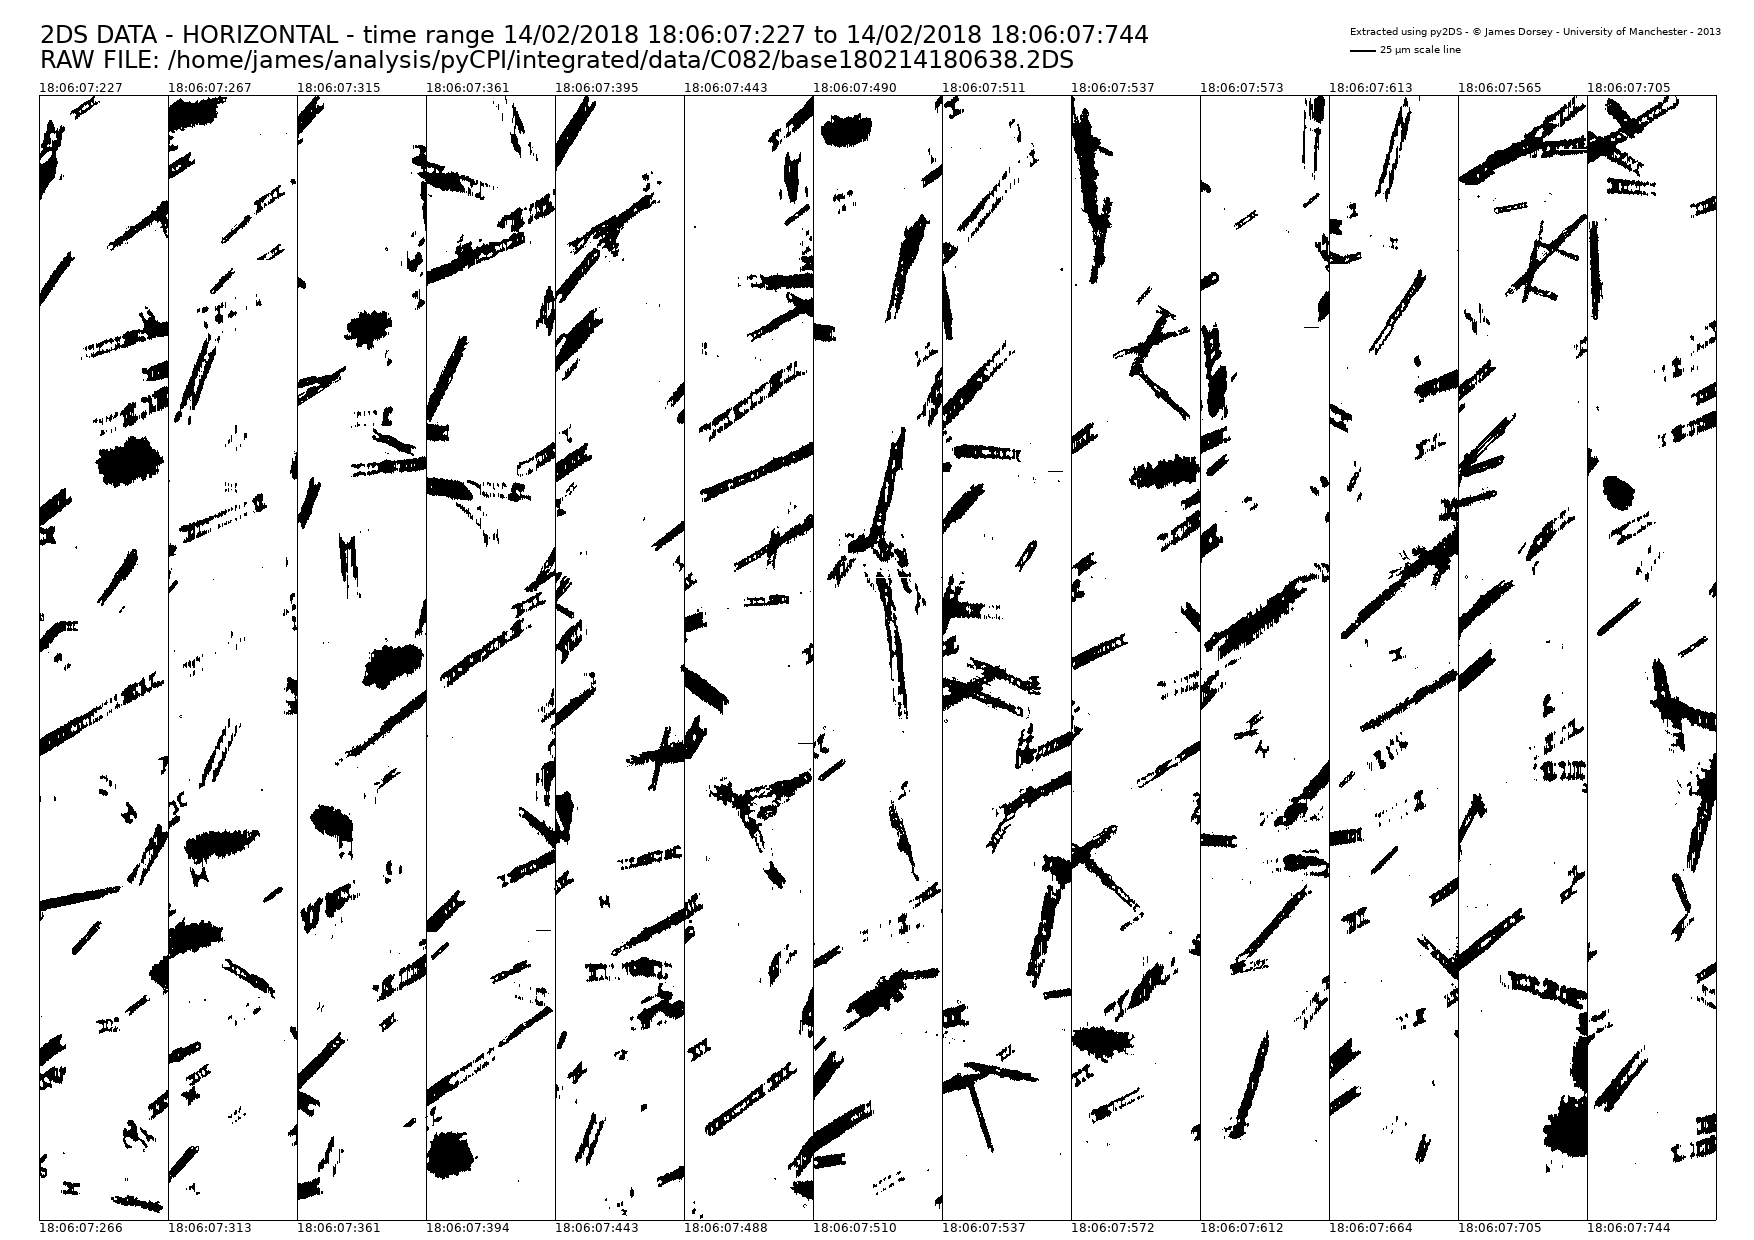 2DS DATA - HORIZONTAL - time range 14/02/2018 18:06:07:227 to 14/02/2018 18:06:07:744
RAW FILE: /home/james/analysis/pyCPI/integrated/data/C082/base180214180638.2DS
Extracted using py2DS - © James Dorsey - University of Manchester - 2013
25 µm scale line
18:06:07:227 18:06:07:267 18:06:07:315 18:06:07:361 18:06:07:395 18:06:07:443 18:06:07:490 18:06:07:511 18:06:07:537 18:06:07:573 18:06:07:613 18:06:07:565 18:06:07:705
18:06:07:266 18:06:07:313 18:06:07:361 18:06:07:394 18:06:07:443 18:06:07:488 18:06:07:510 18:06:07:537 18:06:07:572 18:06:07:612 18:06:07:664 18:06:07:705 18:06:07:744